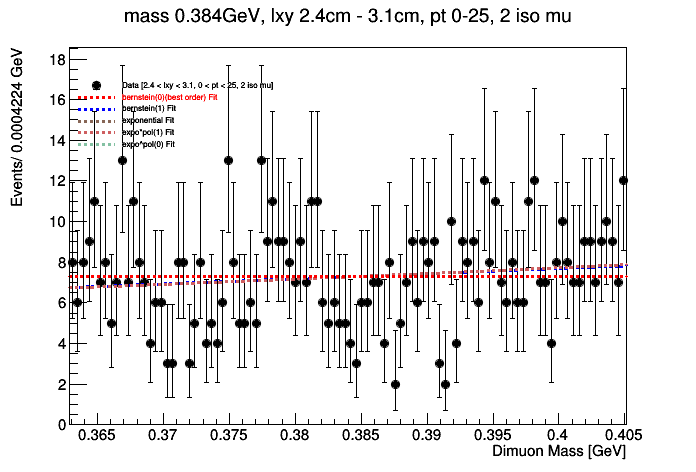 mass 0.384GeV, lxy 2.4cm - 3.1cm, pt 0-25, 2 iso mu
Events/ 0.0004224 GeV
18
16
14
12
10
8
6
4
2
0
Data [2.4 < lxy < 3.1, 0 < pt < 25, 2 iso mu]
bernstein(0)(best order) Fit
bernstein(1) Fit
exponential Fit
expo*pol(1) Fit
expo^pol(0) Fit
0.365 0.37 0.375 0.38 0.385 0.39 0.395 0.4 0.405
Dimuon Mass [GeV]